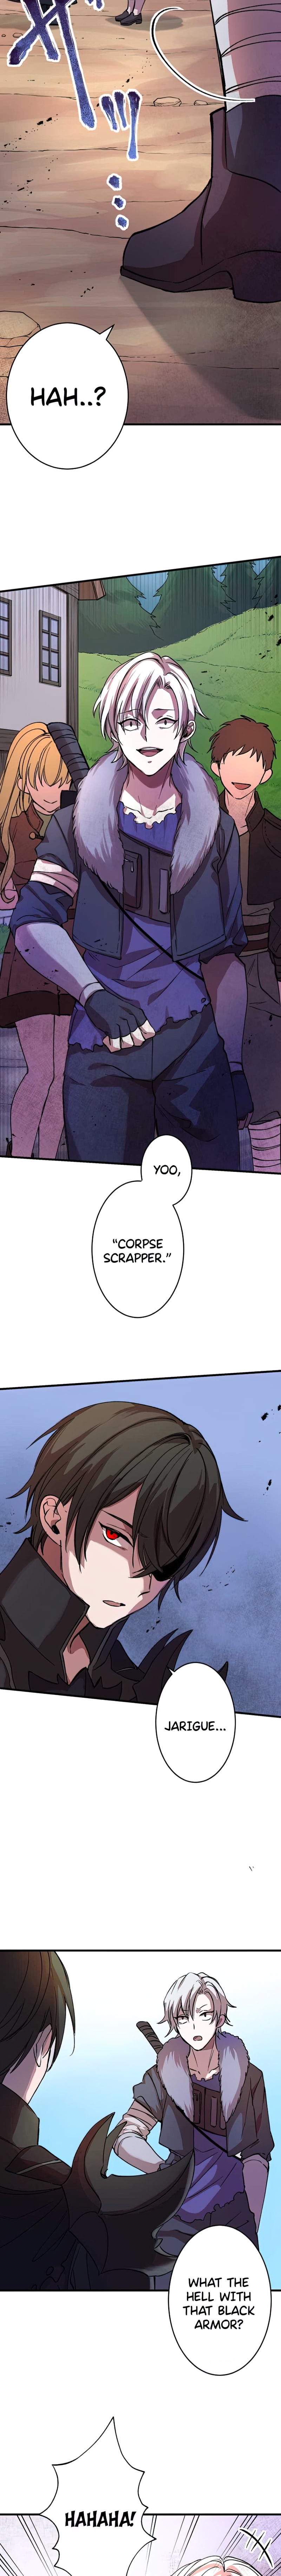 HAH..?
YOO,
"CORPSE
SCRAPPER."
JARIGUE...
WHAT THE
HELL WITH
THAT BLACK
ARMOR?
HAHAHA!